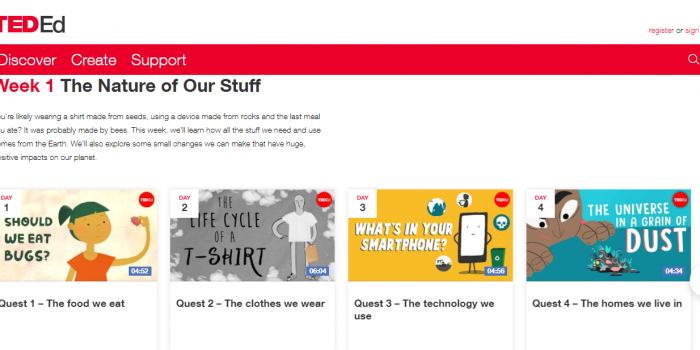 TEDEd
register or sign
Discover Create Support
Week 1 The Nature of Our Stuff
ou're likely wearing a shirt made from seeds, using a device made from rocks and the last meal
ou ate? It was probably made by bees. This week, we'll learn how all the stuff we need and use
omes from the Earth. We'll also explore some small changes we can make that have huge,
ositive impacts on our planet.
DAY
1
TEDEd
SHOULD
WE EAT
BUGS?
04:52
Quest 1 – The food we eat
DAY
2
TEDEd
THE
LIFE CYCLE
OF A
T-SHIRT
06:04
Quest 2 – The clothes we wear
DAY
3
TEDEd
WHAT'S IN YOUR
SMARTPHONE?
04:56
Quest 3 – The technology we
use
DAY
4
TEDEd
THE UNIVERSE
IN A GRAIN OF
DUST
04:34
Quest 4 – The homes we live in